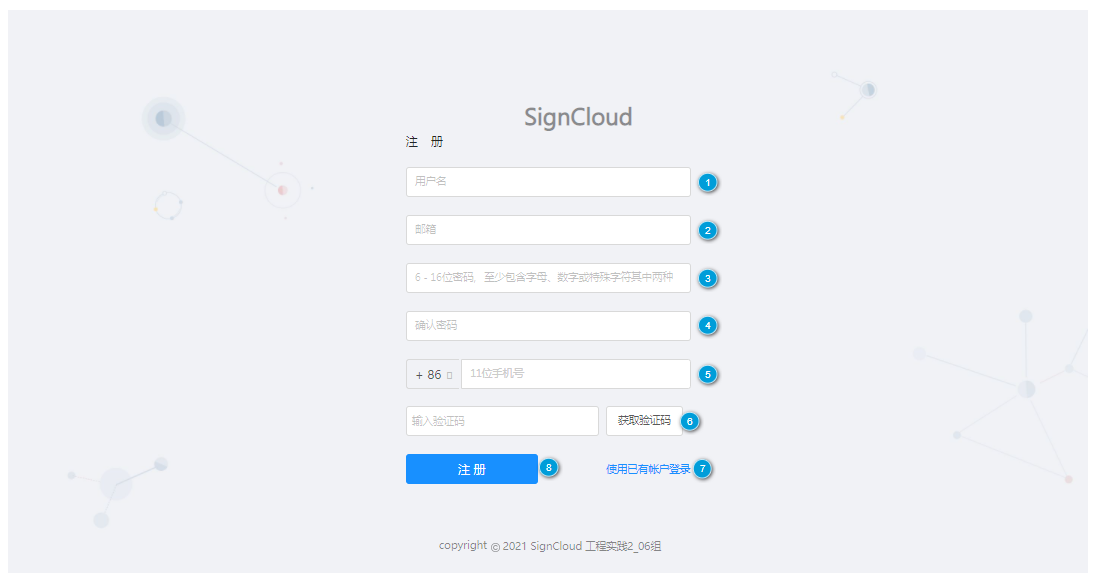 SignCloud
注 册
用户名 1
邮箱 2
6 - 16位密码，至少包含字母、数字或特殊字符其中两种 3
确认密码 4
+ 86 11位手机号 5
输入验证码 获取验证码 6
注 册 8 使用已有帐户登录 7
copyright © 2021 SignCloud 工程实践2_06组